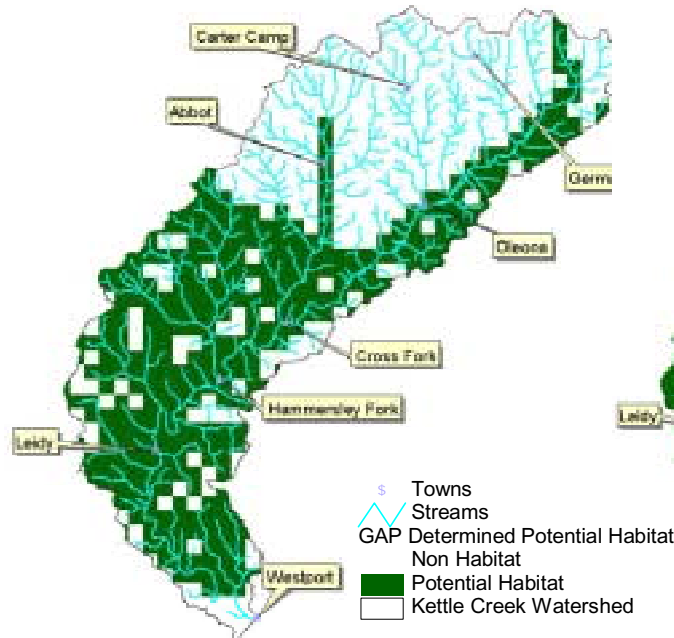 Carter Camp
Abbot
Oleona
Cross Fork
Hammersley Fork
Leidy
Leidy
Westport
$ Towns
Streams
GAP Determined Potential Habitat
Non Habitat
Potential Habitat
Kettle Creek Watershed